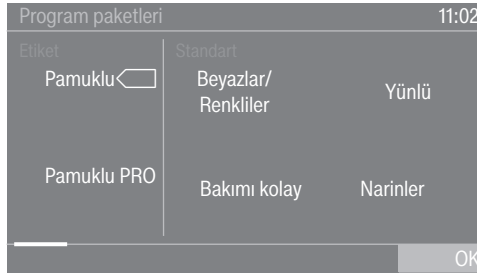 Program paketleri 11:02
Etiket Standart
Pamuklu Beyazlar/
Renkliler
Yünlü
Pamuklu PRO Bakımı kolay Narinler
OK